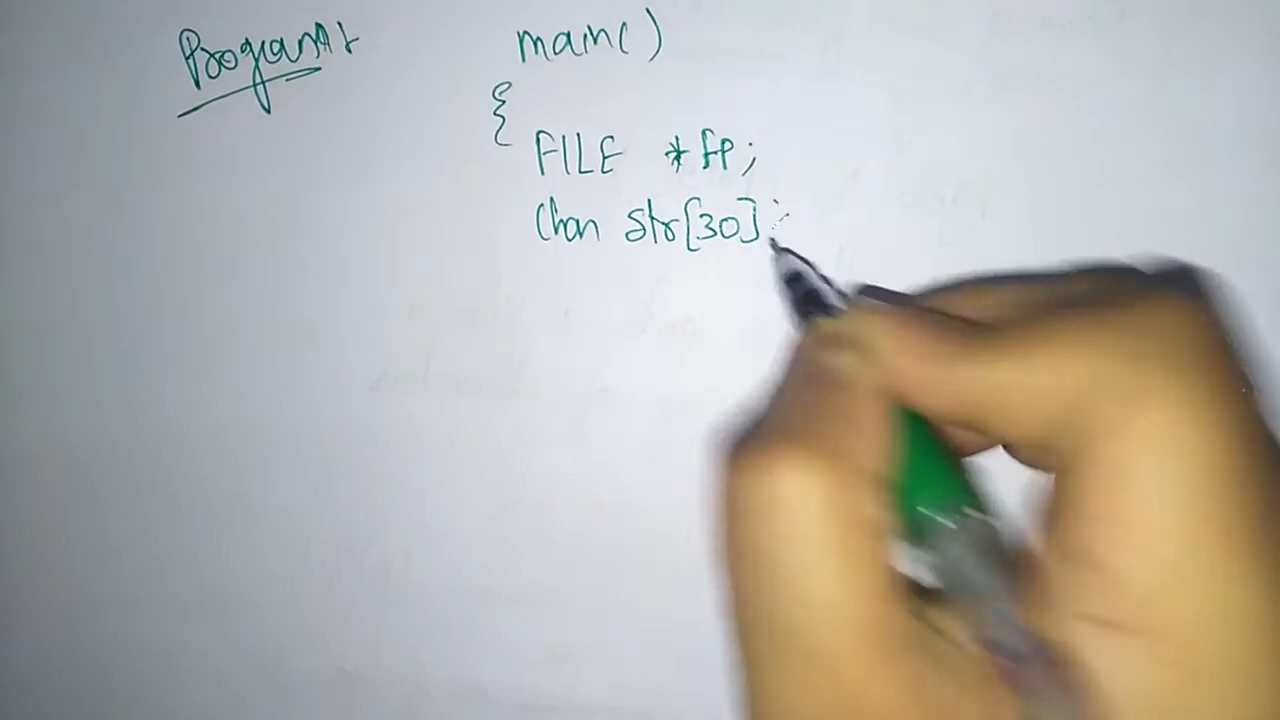 Program
main()
{
FILE *fp;
Char str[30];